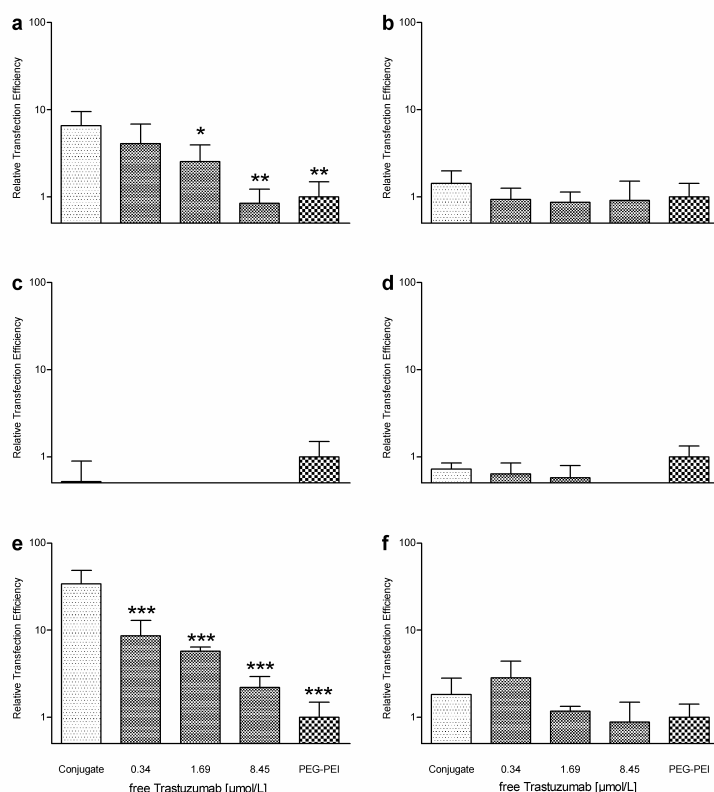 a
100
10
1
Relative Transfection Efficiency
*
**
**
b
100
10
1
Relative Transfection Efficiency
c
100
10
1
Relative Transfection Efficiency
d
100
10
1
Relative Transfection Efficiency
e
100
10
1
Relative Transfection Efficiency
***
***
***
***
Conjugate 0.34 1.69 8.45 PEG-PEI
free Trastuzumab [µmol/L]
f
100
10
1
Relative Transfection Efficiency
Conjugate 0.34 1.69 8.45 PEG-PEI
free Trastuzumab [µmol/L]